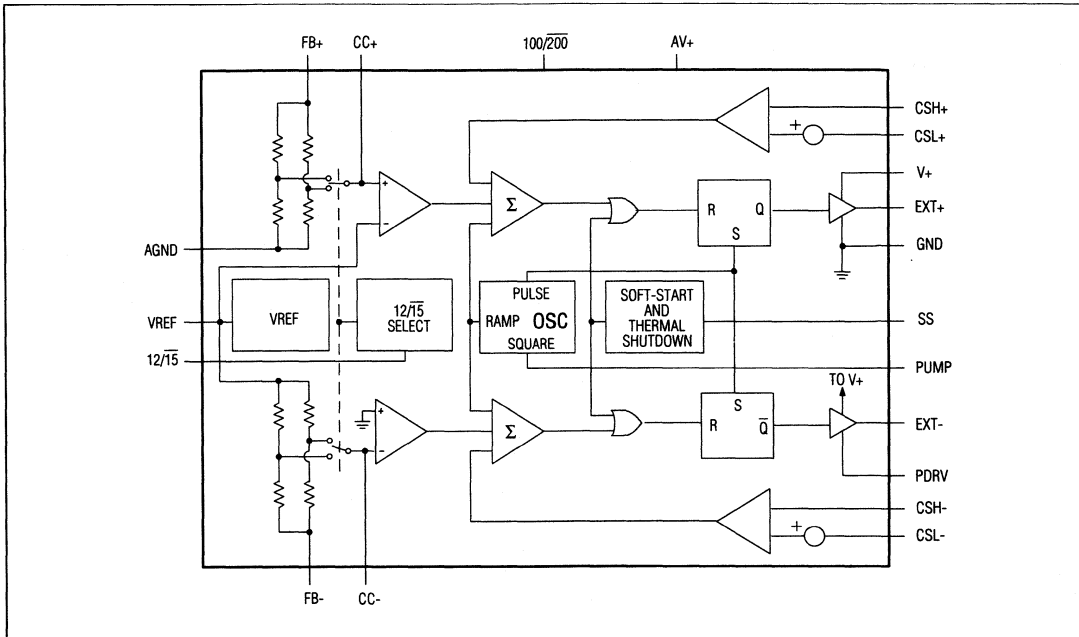 FB+
CC+
100/200
AV+
CSH+
+
CSL+
V+
+
Σ
R
Q
EXT+
-
S
AGND
GND
VREF
VREF
12/15
SELECT
PULSE
RAMP OSC
SQUARE
SOFT-START
AND
THERMAL
SHUTDOWN
SS
12/15
PUMP
TO V+
+
Σ
S
R
Q
EXT-
-
PDRV
CSH-
+
CSL-
FB-
CC-